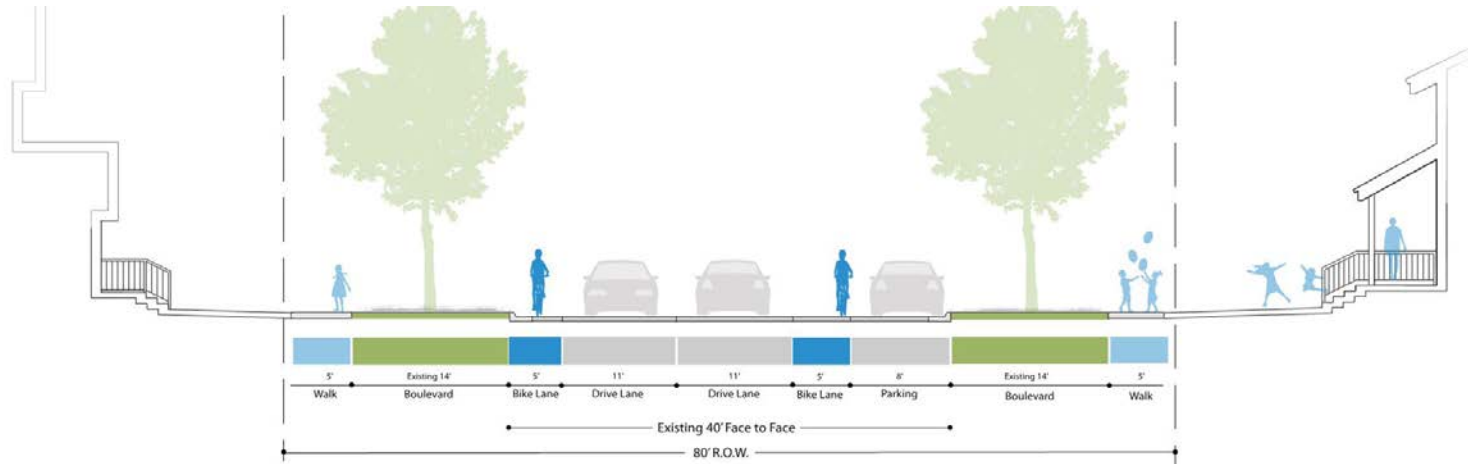 5' Existing 14' 5' 11' 11' 5' 8' Existing 14' 5'
Walk Boulevard Bike Lane Drive Lane Drive Lane Bike Lane Parking Boulevard Walk
Existing 40' Face to Face
80' R.O.W.